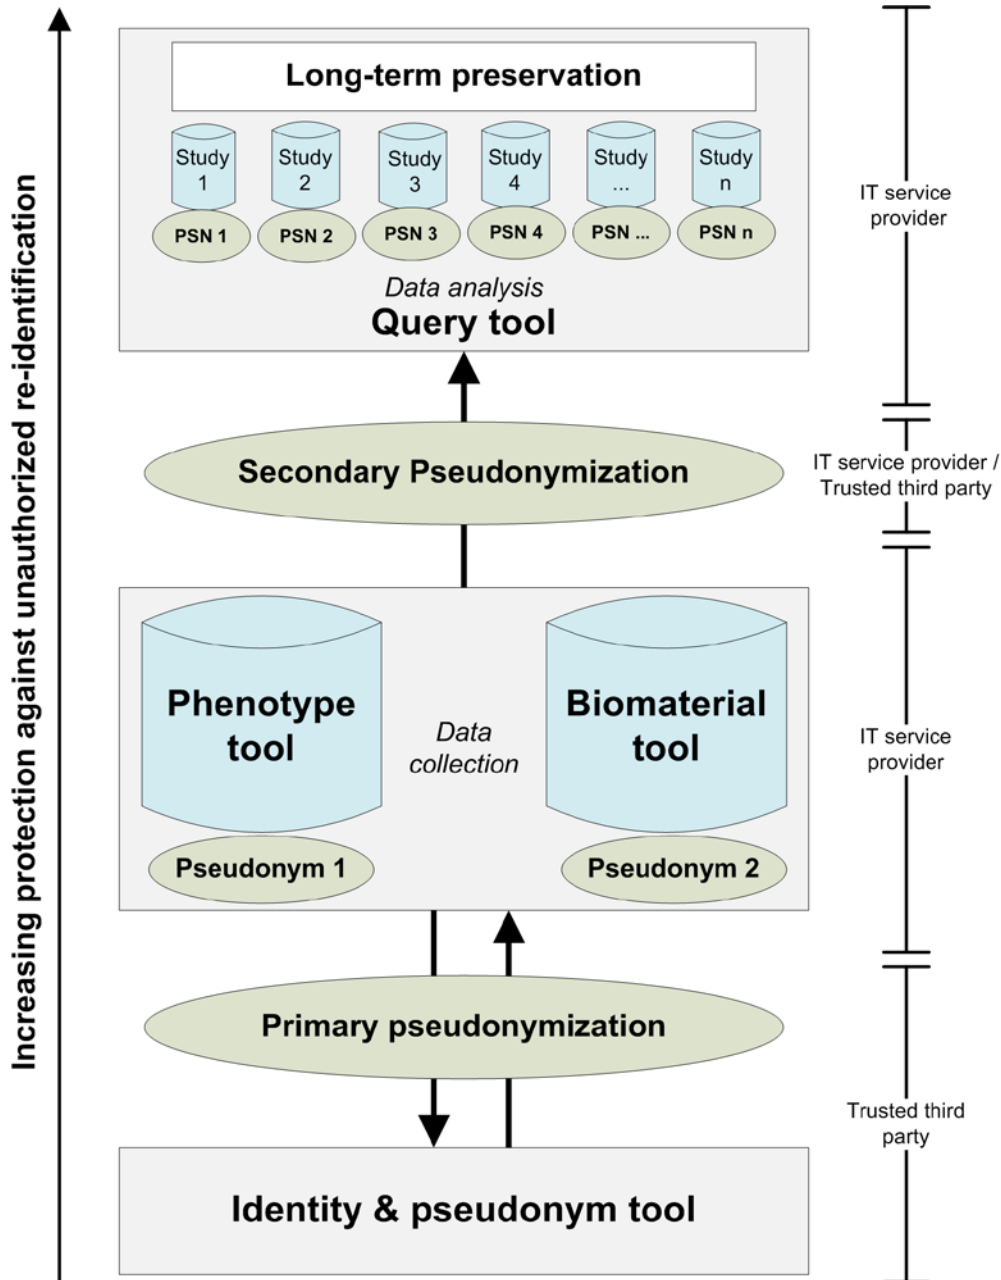 Increasing protection against unauthorized re-identification
Long-term preservation
Study
1
Study
2
Study
3
Study
4
Study
...
Study
n
PSN 1
PSN 2
PSN 3
PSN 4
PSN ...
PSN n
Data analysis
Query tool
IT service
provider
Secondary Pseudonymization
IT service provider /
Trusted third party
Phenotype
tool
Data
collection
Biomaterial
tool
Pseudonym 1
Pseudonym 2
IT service
provider
Primary pseudonymization
Trusted third
party
Identity & pseudonym tool